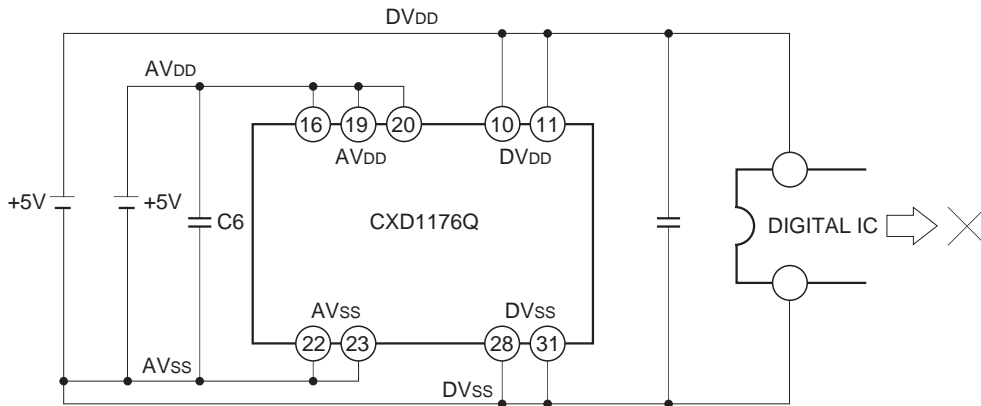 DVDD
AVDD
16 19 20 10 11
AVDD DVDD
+5V +5V C6 CXD1176Q DIGITAL IC
AVSS DVSS
22 23 28 31
AVSS
DVSS